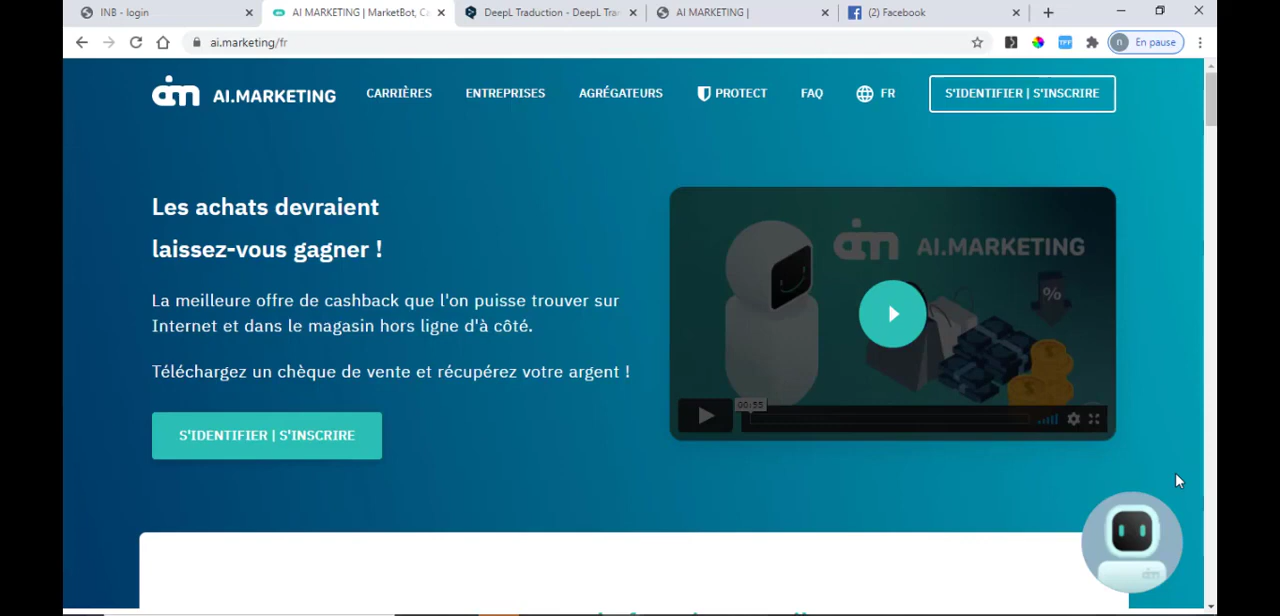 INB - login
AI MARKETING | MarketBot, C
DeepL Traduction - DeepL Tra
AI MARKETING |
(2) Facebook
ai.marketing/fr
n En pause
am AI.MARKETING
CARRIÈRES
ENTREPRISES
AGRÉGATEURS
PROTECT
FAQ
FR
S'IDENTIFIER | S'INSCRIRE
Les achats devraient
laissez-vous gagner !
La meilleure offre de cashback que l'on puisse trouver sur
Internet et dans le magasin hors ligne d'à côté.
Téléchargez un chèque de vente et récupérez votre argent !
S'IDENTIFIER | S'INSCRIRE
am AI.MARKETING
%
00:55